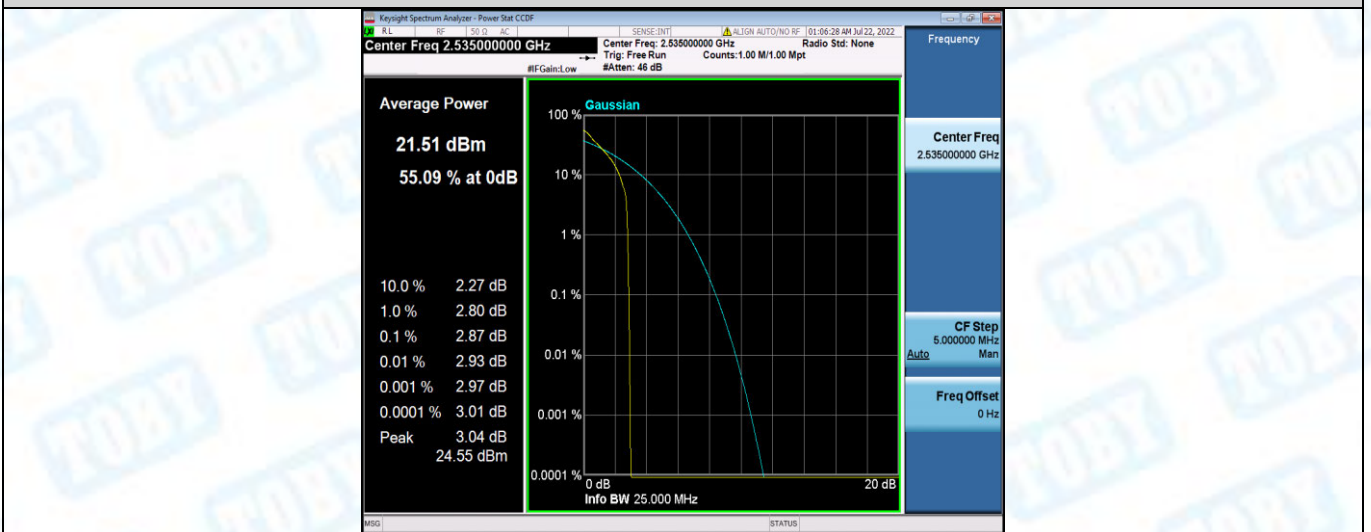 Keysight Spectrum Analyzer - Power Stat CCDF
RL RF 50 Ω AC SENSE:INT ALIGN AUTO/NO RF 01:06:28 AM Jul 22, 2022
Center Freq 2.535000000 GHz
Center Freq: 2.535000000 GHz Radio Std: None
Trig: Free Run Counts:1.00 M/1.00 Mpt
#IFGain:Low #Atten: 46 dB
Frequency
Average Power
21.51 dBm
55.09 % at 0dB
10.0 % 2.27 dB
1.0 % 2.80 dB
0.1 % 2.87 dB
0.01 % 2.93 dB
0.001 % 2.97 dB
0.0001 % 3.01 dB
Peak 3.04 dB
24.55 dBm
Gaussian
100 %
10 %
1 %
0.1 %
0.01 %
0.001 %
0.0001 %
0 dB 20 dB
Info BW 25.000 MHz
Center Freq
2.535000000 GHz
CF Step
5.000000 MHz
Auto Man
Freq Offset
0 Hz
MSG STATUS
TOBY
TOBY
TOBY
TOBY
TOBY
TOBY
TOBY
TOBY